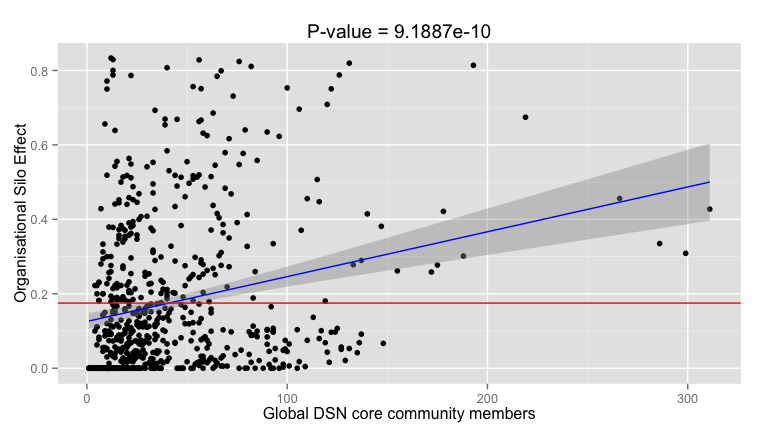 P-value = 9.1887e-10
Organisational Silo Effect
0.8
0.6
0.4
0.2
0.0
0 100 200 300
Global DSN core community members